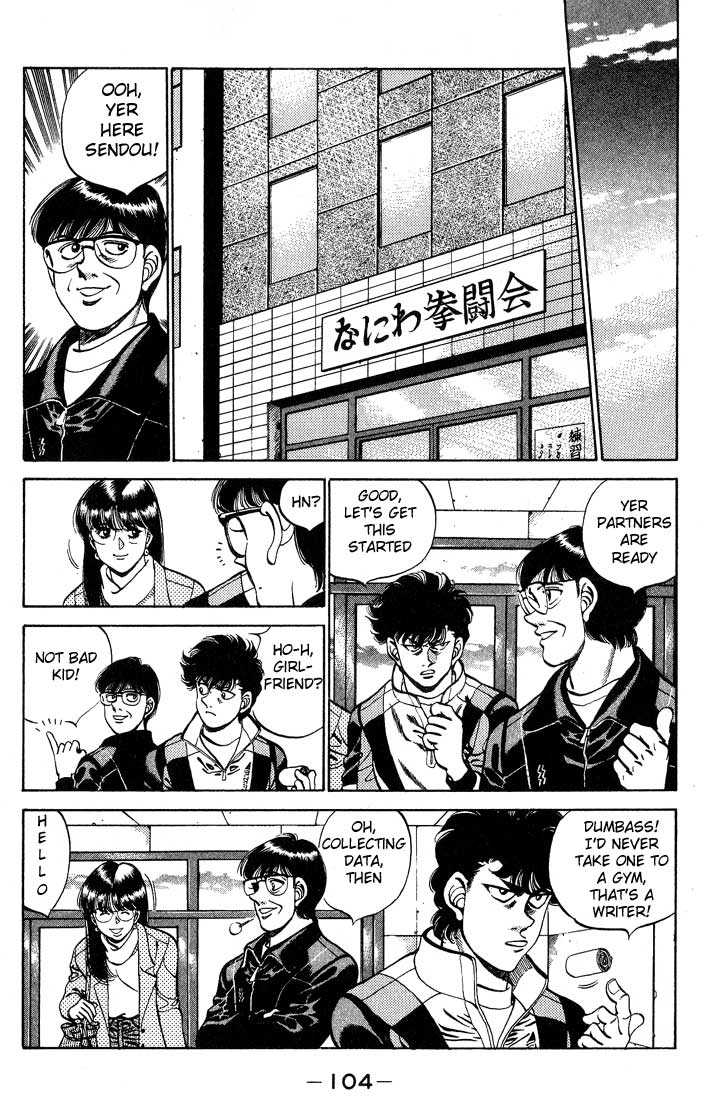 OOH,
YER
HERE
SENDOU!
なにわ拳闘会
練習
YER
PARTNERS
ARE
READY
GOOD,
LET'S GET
THIS
STARTED
HN?
HO-H,
GIRL-
FRIEND?
NOT BAD
KID!
DUMBASS!
I'D NEVER
TAKE ONE TO
A GYM,
THAT'S A
WRITER!
OH,
COLLECTING
DATA,
THEN
HELLO
—104—